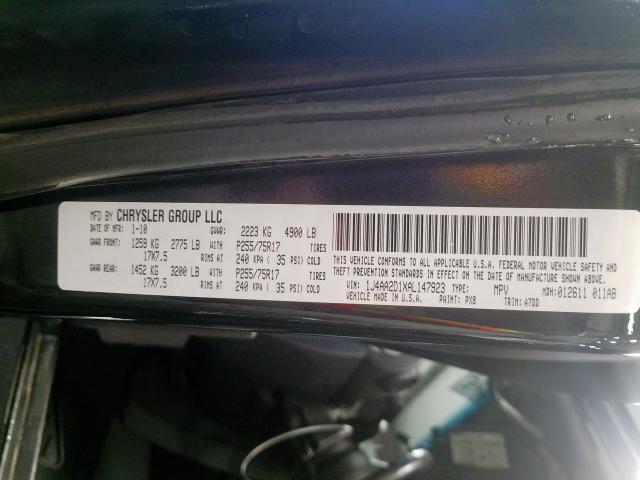 MFD BY CHRYSLER GROUP LLC
DATE OF MFR: 1-10 GVWR: 2223 KG 4900 LB
GAWR FRONT: 1259 KG 2775 LB WITH P255/75R17 TIRES
17X7.5 RIMS AT 240 KPA ( 35 PSI) COLD
GAWR REAR: 1452 KG 3200 LB WITH P255/75R17 TIRES
17X7.5 RIMS AT 240 KPA ( 35 PSI) COLD
THIS VEHICLE CONFORMS TO ALL APPLICABLE U.S.A. FEDERAL MOTOR VEHICLE SAFETY AND
THEFT PREVENTION STANDARDS IN EFFECT ON THE DATE OF MANUFACTURE SHOWN ABOVE.
VIN: 1J4AA2D1XAL147923 TYPE: MPV MDH: 012611 011AB
VEHICLE MADE IN U.S.A. PAINT: PXB TRIM: A7DD